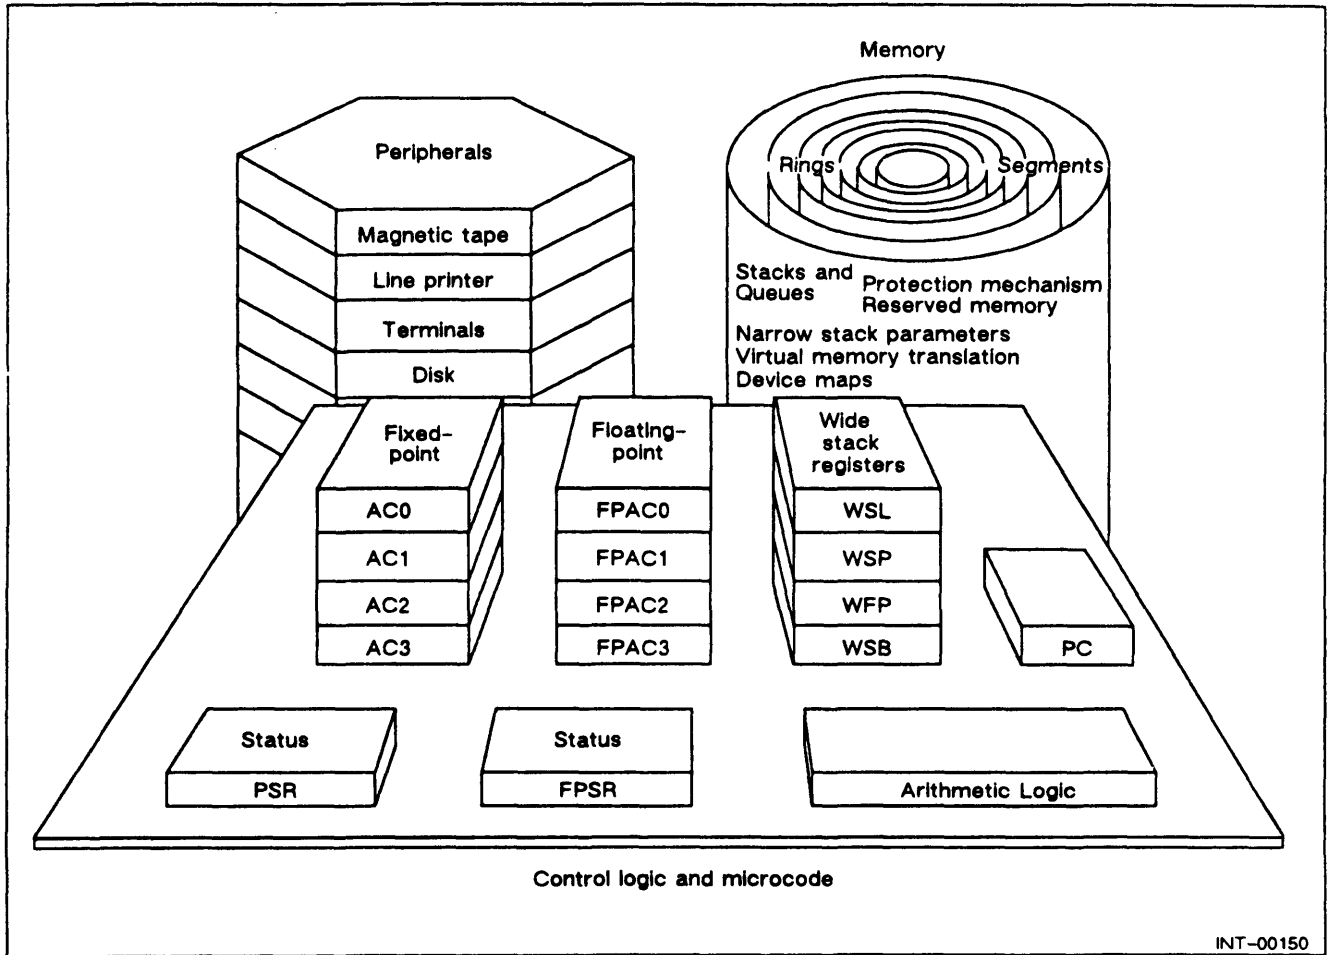 Memory
Peripherals
Rings
Segments
Magnetic tape
Line printer
Terminals
Disk
Stacks and
Queues
Protection mechanism
Reserved memory
Narrow stack parameters
Virtual memory translation
Device maps
Fixed-
point
AC0
AC1
AC2
AC3
Floating-
point
FPAC0
FPAC1
FPAC2
FPAC3
Wide
stack
registers
WSL
WSP
WFP
WSB
PC
Status
PSR
Status
FPSR
Arithmetic Logic
Control logic and microcode
INT-00150